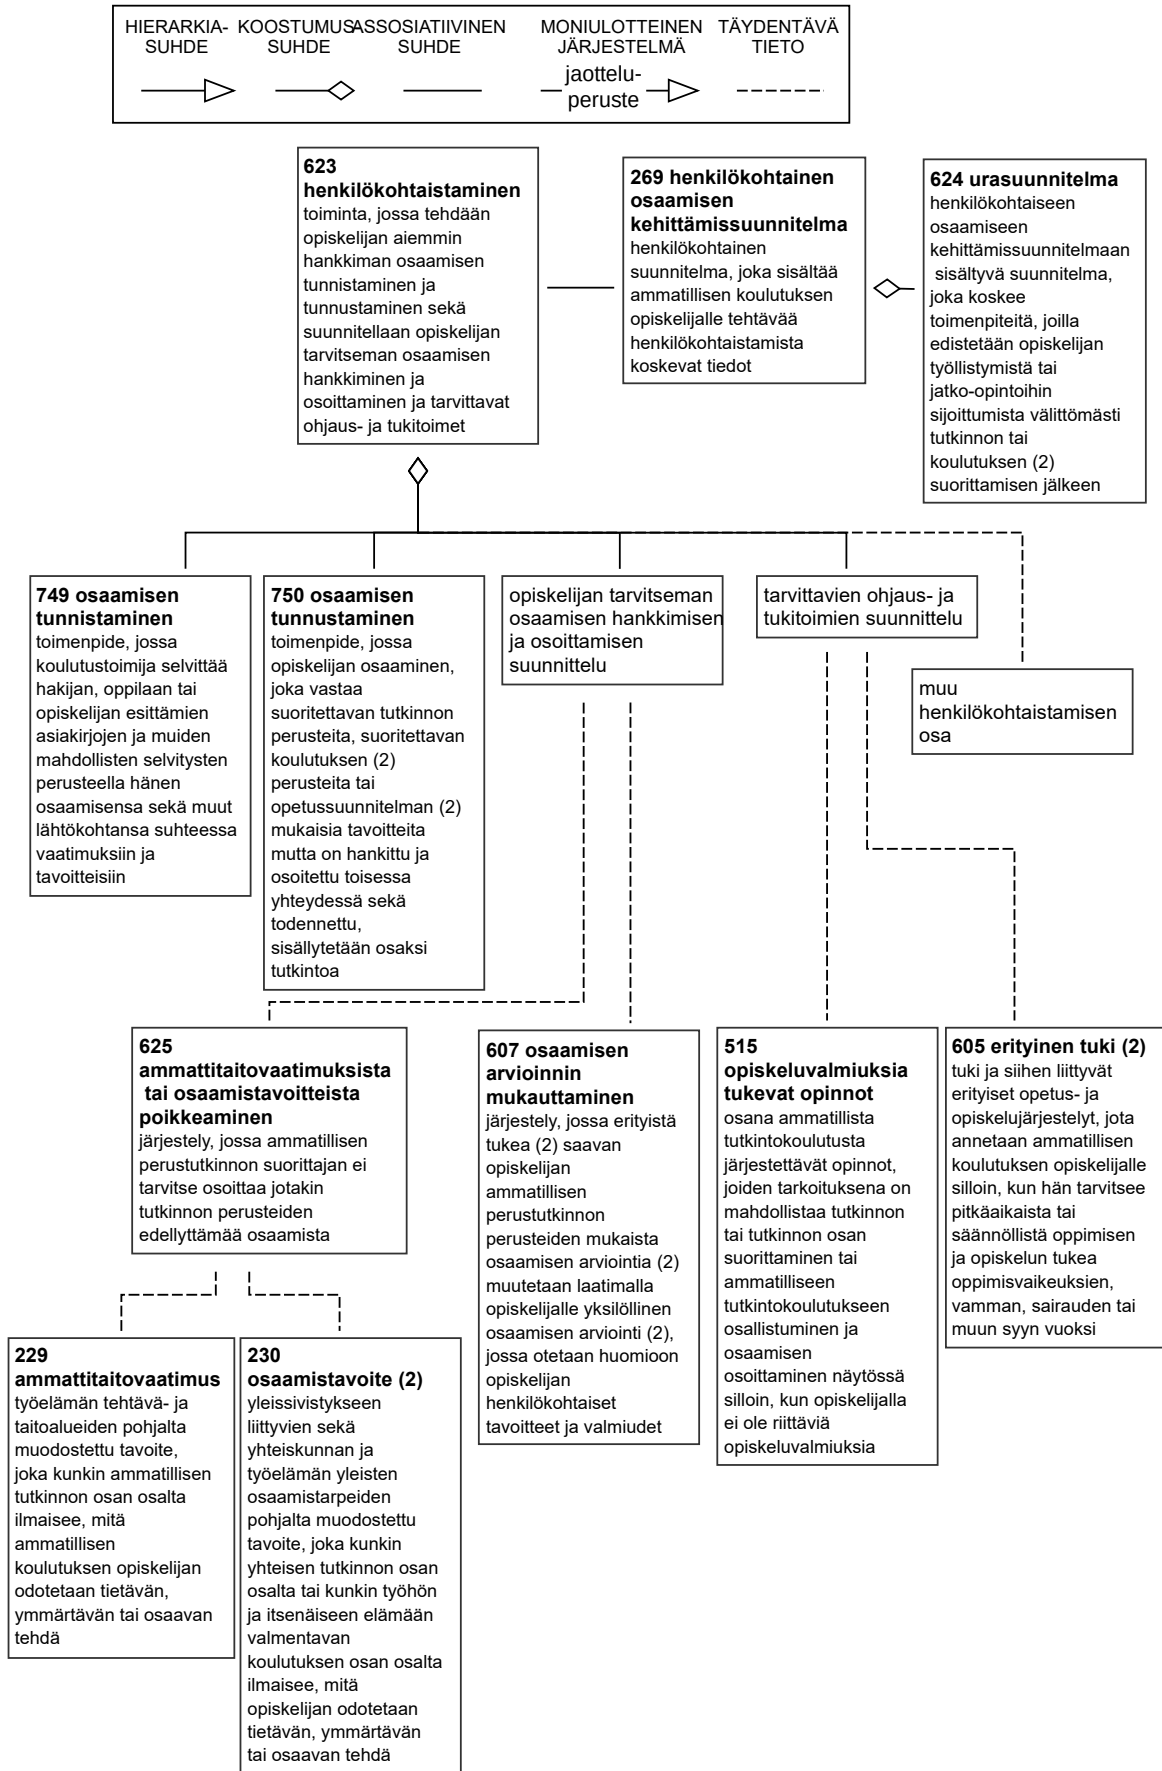 HIERARKIA-
SUHDE
KOOSTUMUS
SUHDE
ASSOSIATIIVINEN
SUHDE
MONIULOTTEINEN
JÄRJESTELMÄ
TÄYDENTÄVÄ
TIETO
jaottelu-
peruste
623
henkilökohtaistaminen
toiminta, jossa tehdään
opiskelijan aiemmin
hankkiman osaamisen
tunnistaminen ja
tunnustaminen sekä
suunnitellaan opiskelijan
tarvitseman osaamisen
hankkiminen ja
osoittaminen ja tarvittavat
ohjaus- ja tukitoimet
269 henkilökohtainen
osaamisen
kehittämissuunnitelma
henkilökohtainen
suunnitelma, joka sisältää
ammatillisen koulutuksen
opiskelijalle tehtävää
henkilökohtaistamista
koskevat tiedot
624 urasuunnitelma
henkilökohtaiseen
osaamiseen
kehittämissuunnitelmaan
sisältyvä suunnitelma,
joka koskee
toimenpiteitä, joilla
edistetään opiskelijan
työllistymistä tai
jatko-opintoihin
sijoittumista välittömästi
tutkinnon tai
koulutuksen (2)
suorittamisen jälkeen
749 osaamisen
tunnistaminen
toimenpide, jossa
koulutustoimija selvittää
hakijan, oppilaan tai
opiskelijan esittämien
asiakirjojen ja muiden
mahdollisten selvitysten
perusteella hänen
osaamisensa sekä muut
lähtökohtansa suhteessa
vaatimuksiin ja
tavoitteisiin
750 osaamisen
tunnustaminen
toimenpide, jossa
opiskelijan osaaminen,
joka vastaa
suoritettavan tutkinnon
perusteita, suoritettavan
koulutuksen (2)
perusteita tai
opetussuunnitelman (2)
mukaisia tavoitteita
mutta on hankittu ja
osoitettu toisessa
yhteydessä sekä
todennettu,
sisällytetään osaksi
tutkintoa
opiskelijan tarvitseman
osaamisen hankkimisen
ja osoittamisen
suunnittelu
tarvittavien ohjaus- ja
tukitoimien suunnittelu
muu
henkilökohtaistamisen
osa
625
ammattitaitovaatimuksista
tai osaamistavoitteista
poikkeaminen
järjestely, jossa ammatillisen
perustutkinnon suorittajan ei
tarvitse osoittaa jotakin
tutkinnon perusteiden
edellyttämää osaamista
607 osaamisen
arvioinnin
mukauttaminen
järjestely, jossa erityistä
tukea (2) saavan
opiskelijan
ammatillisen
perustutkinnon
perusteiden mukaista
osaamisen arviointia (2)
muutetaan laatimalla
opiskelijalle yksilöllinen
osaamisen arviointi (2),
jossa otetaan huomioon
opiskelijan
henkilökohtaiset
tavoitteet ja valmiudet
515
opiskeluvalmiuksia
tukevat opinnot
osana ammatillista
tutkintokoulutusta
järjestettävät opinnot,
joiden tarkoituksena on
mahdollistaa tutkinnon
tai tutkinnon osan
suorittaminen tai
ammatilliseen
tutkintokoulutukseen
osallistuminen ja
osaamisen
osoittaminen näytössä
silloin, kun opiskelijalla
ei ole riittäviä
opiskeluvalmiuksia
605 erityinen tuki (2)
tuki ja siihen liittyvät
erityiset opetus- ja
opiskelujärjestelyt, jota
annetaan ammatillisen
koulutuksen opiskelijalle
silloin, kun hän tarvitsee
pitkäaikaista tai
säännöllistä oppimisen
ja opiskelun tukea
oppimisvaikeuksien,
vamman, sairauden tai
muun syyn vuoksi
229
ammattitaitovaatimus
työelämän tehtävä- ja
taitoalueiden pohjalta
muodostettu tavoite,
joka kunkin ammatillisen
tutkinnon osan osalta
ilmaisee, mitä
ammatillisen
koulutuksen opiskelijan
odotetaan tietävän,
ymmärtävän tai osaavan
tehdä
230
osaamistavoite (2)
yleissivistykseen
liittyvien sekä
yhteiskunnan ja
työelämän yleisten
osaamistarpeiden
pohjalta muodostettu
tavoite, joka kunkin
yhteisen tutkinnon osan
osalta tai kunkin työhön
ja itsenäiseen elämään
valmentavan
koulutuksen osan osalta
ilmaisee, mitä
opiskelijan odotetaan
tietävän, ymmärtävän
tai osaavan tehdä